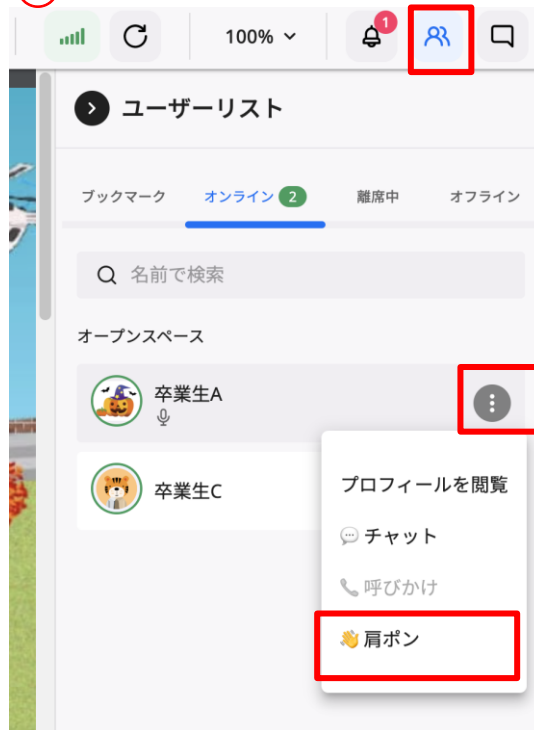 100%
1
ユーザーリスト
ブックマーク オンライン 2 離席中 オフライン
名前で検索
オープンスペース
卒業生A
卒業生C
プロフィールを閲覧
チャット
呼びかけ
肩ポン